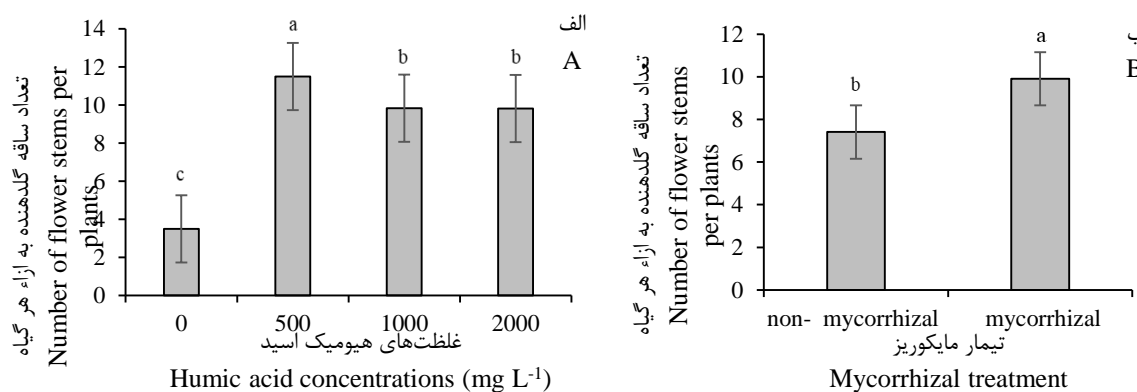 الف
A
تعداد ساقه گلدهنده به ازاء هر گیاه
Number of flower stems per
plants
14
12
10
8
6
4
2
0
c
a
b
b
0 500 1000 2000
غلظت‌های هیومیک اسید
Humic acid concentrations (mg L-1)
ب
B
تعداد ساقه گلدهنده به ازاء هر گیاه
Number of flower stems
per plants
12
10
8
6
4
2
0
b
a
non- mycorrhizal mycorrhizal
تیمار مایکوریز
Mycorrhizal treatment